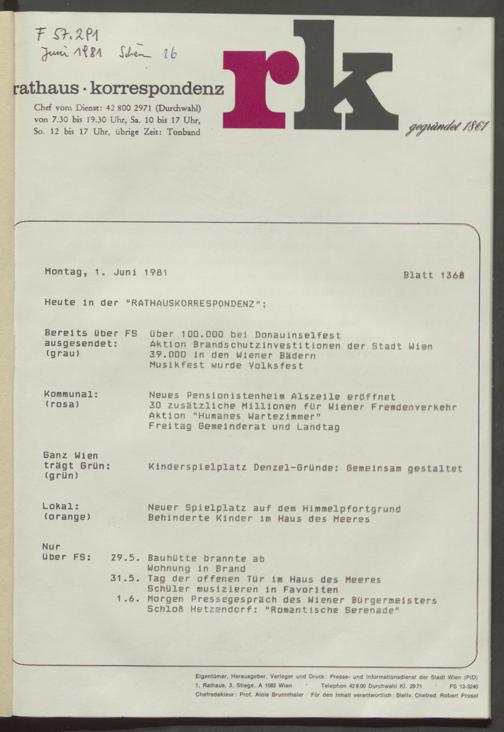 F 57.291
Juni 1981 16
rk
rathaus · korrespondenz
gegründet 1861
Chef vom Dienst: 42 800 2971 (Durchwahl)
von 7.30 bis 19.30 Uhr, Sa. 10 bis 17 Uhr,
So. 12 bis 17 Uhr, übrige Zeit: Tonband
Montag, 1. Juni 1981 Blatt 1368
Heute in der "RATHAUSKORRESPONDENZ":
Bereits über FS über 100.000 bei Donauinselfest
ausgesendet: Aktion Brandschutzinvestitionen der Stadt Wien
(grau) 39.000 in den Wiener Bädern
Musikfest wurde Volksfest
Kommunal: Neues Pensionistenheim Alszeile eröffnet
(rosa) 30 zusätzliche Millionen für Wiener Fremdenverkehr
Aktion "Humanes Wartezimmer"
Freitag Gemeinderat und Landtag
Ganz Wien
trägt Grün: Kinderspielplatz Denzel-Gründe: Gemeinsam gestaltet
(grün)
Lokal: Neuer Spielplatz auf dem Himmelpfortgrund
(orange) Behinderte Kinder im Haus des Meeres
Nur
über FS: 29.5. Bauhütte brannte ab
Wohnung in Brand
31.5. Tag der offenen Tür im Haus des Meeres
Schüler musizieren in Favoriten
1.6. Morgen Pressegespräch des Wiener Bürgermeisters
Schloß Hetzendorf: "Romantische Serenade"
Eigentümer, Herausgeber, Verleger und Druck: Presse- und Informationsdienst der Stadt Wien (PID)
1, Rathaus, 3. Stiege, A 1082 Wien Telephon 42 8 00 Durchwahl Kl. 29 71 FS 13-3240
Chefredakteur: Prof. Alois Brunnthaler · Für den Inhalt verantwortlich: Stellv. Chefred. Robert Prosel